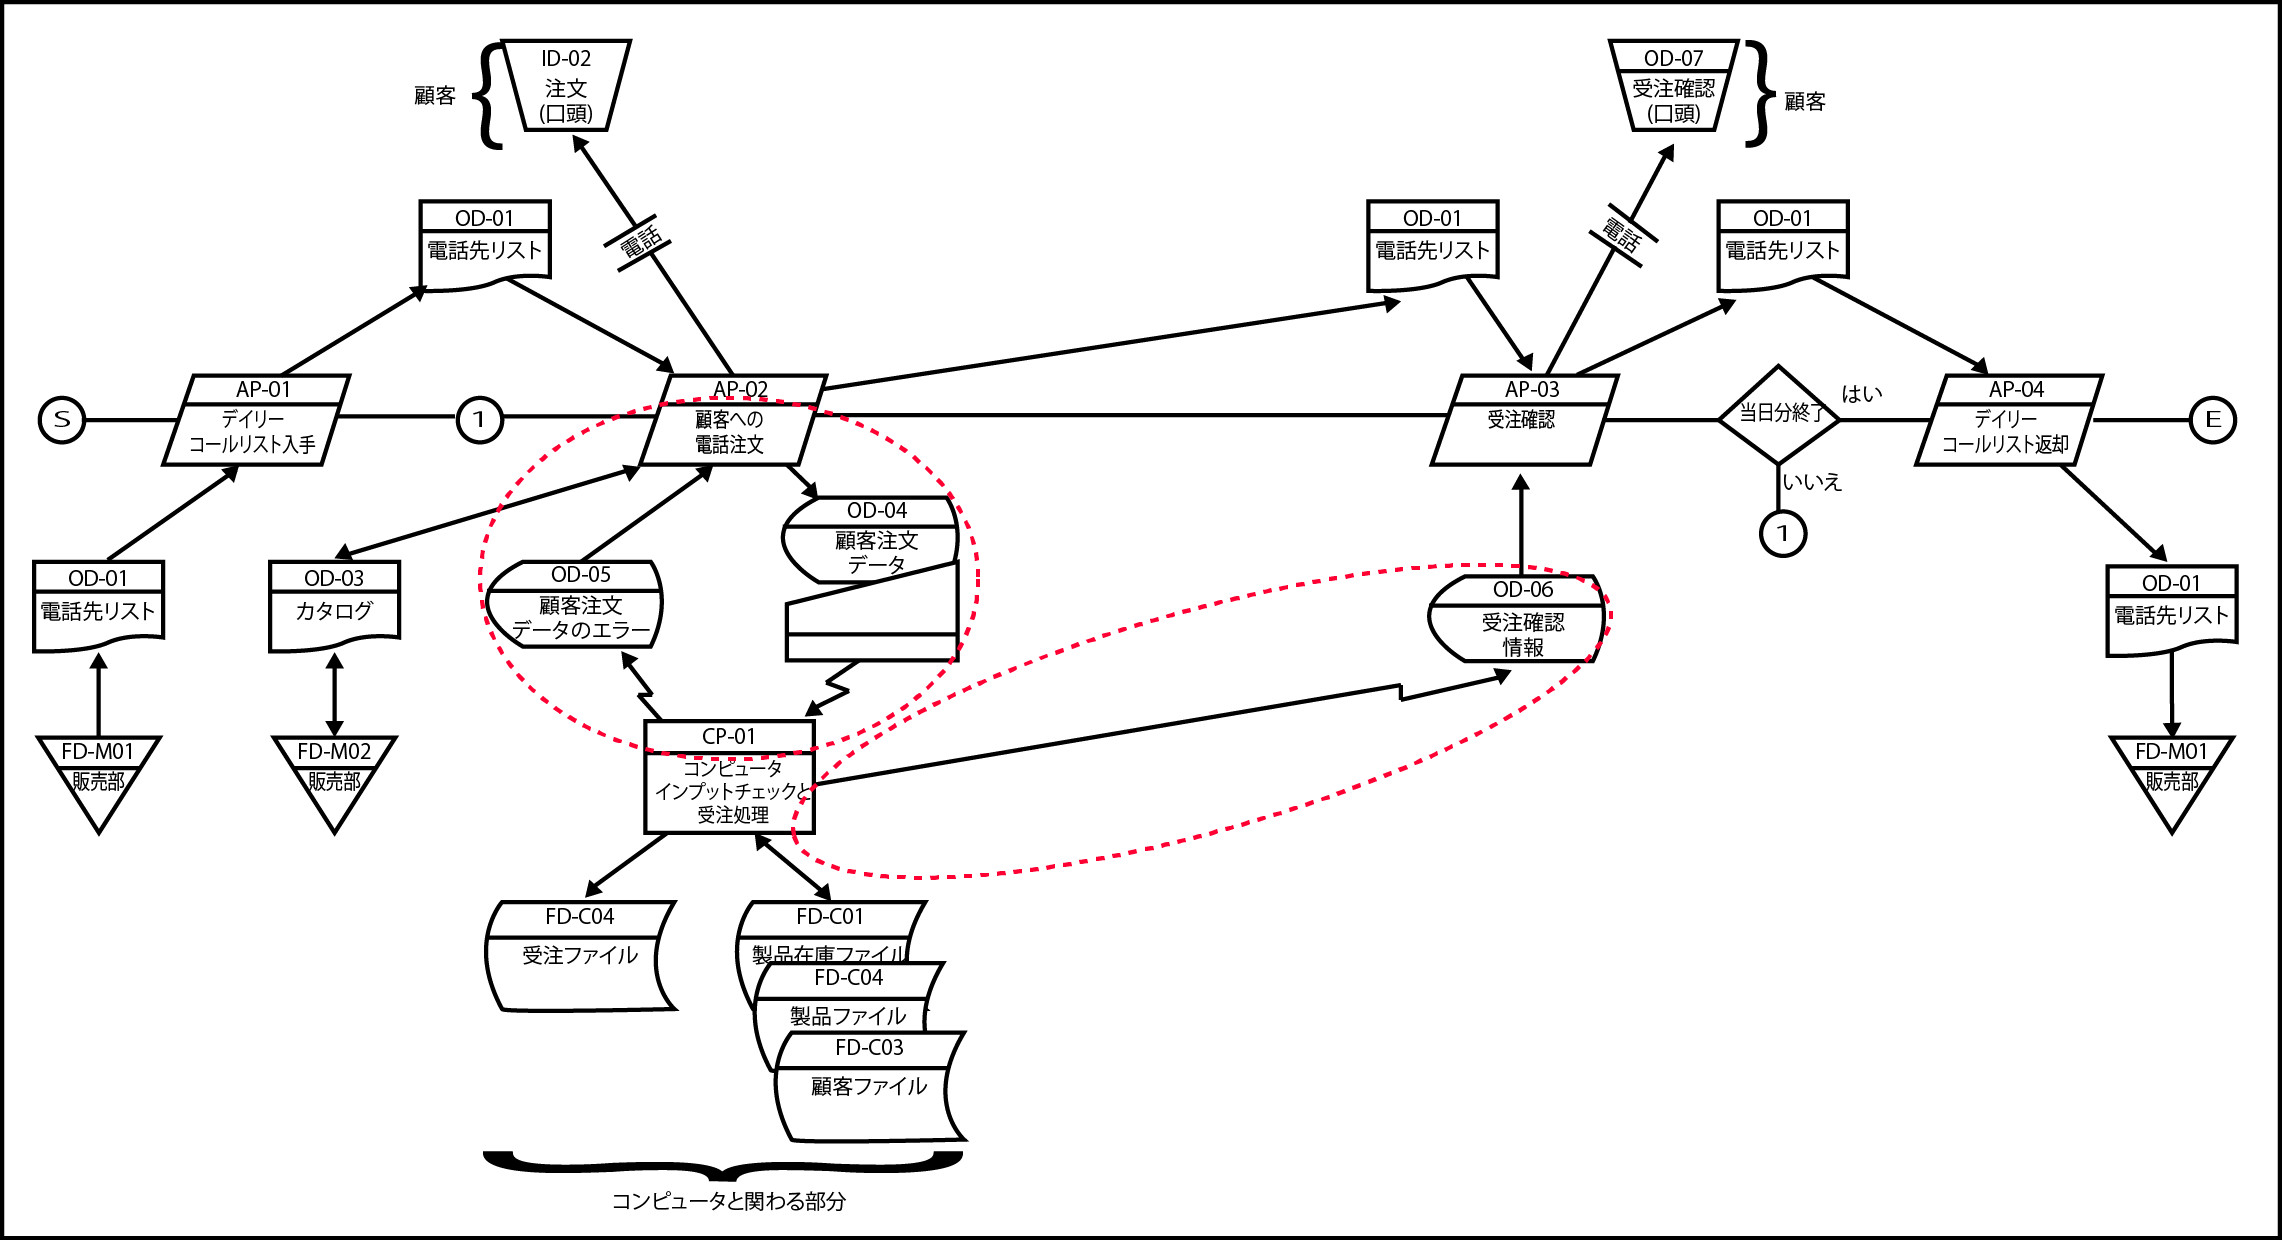 ID-02
注文
(口頭)
顧客
OD-07
受注確認
(口頭)
顧客
OD-01
電話先リスト
電話
OD-01
電話先リスト
電話
OD-01
電話先リスト
S
AP-01
デイリー
コールリスト入手
1
AP-02
顧客への
電話注文
AP-03
受注確認
当日分終了
はい
いいえ
1
AP-04
デイリー
コールリスト返却
E
OD-01
電話先リスト
OD-03
カタログ
OD-05
顧客注文
データのエラー
OD-04
顧客注文
データ
OD-06
受注確認
情報
OD-01
電話先リスト
FD-M01
販売部
FD-M02
販売部
CP-01
コンピュータ
インプットチェックと
受注処理
FD-M01
販売部
FD-C04
受注ファイル
FD-C01
製品在庫ファイル
FD-C04
製品ファイル
FD-C03
顧客ファイル
コンピュータと関わる部分